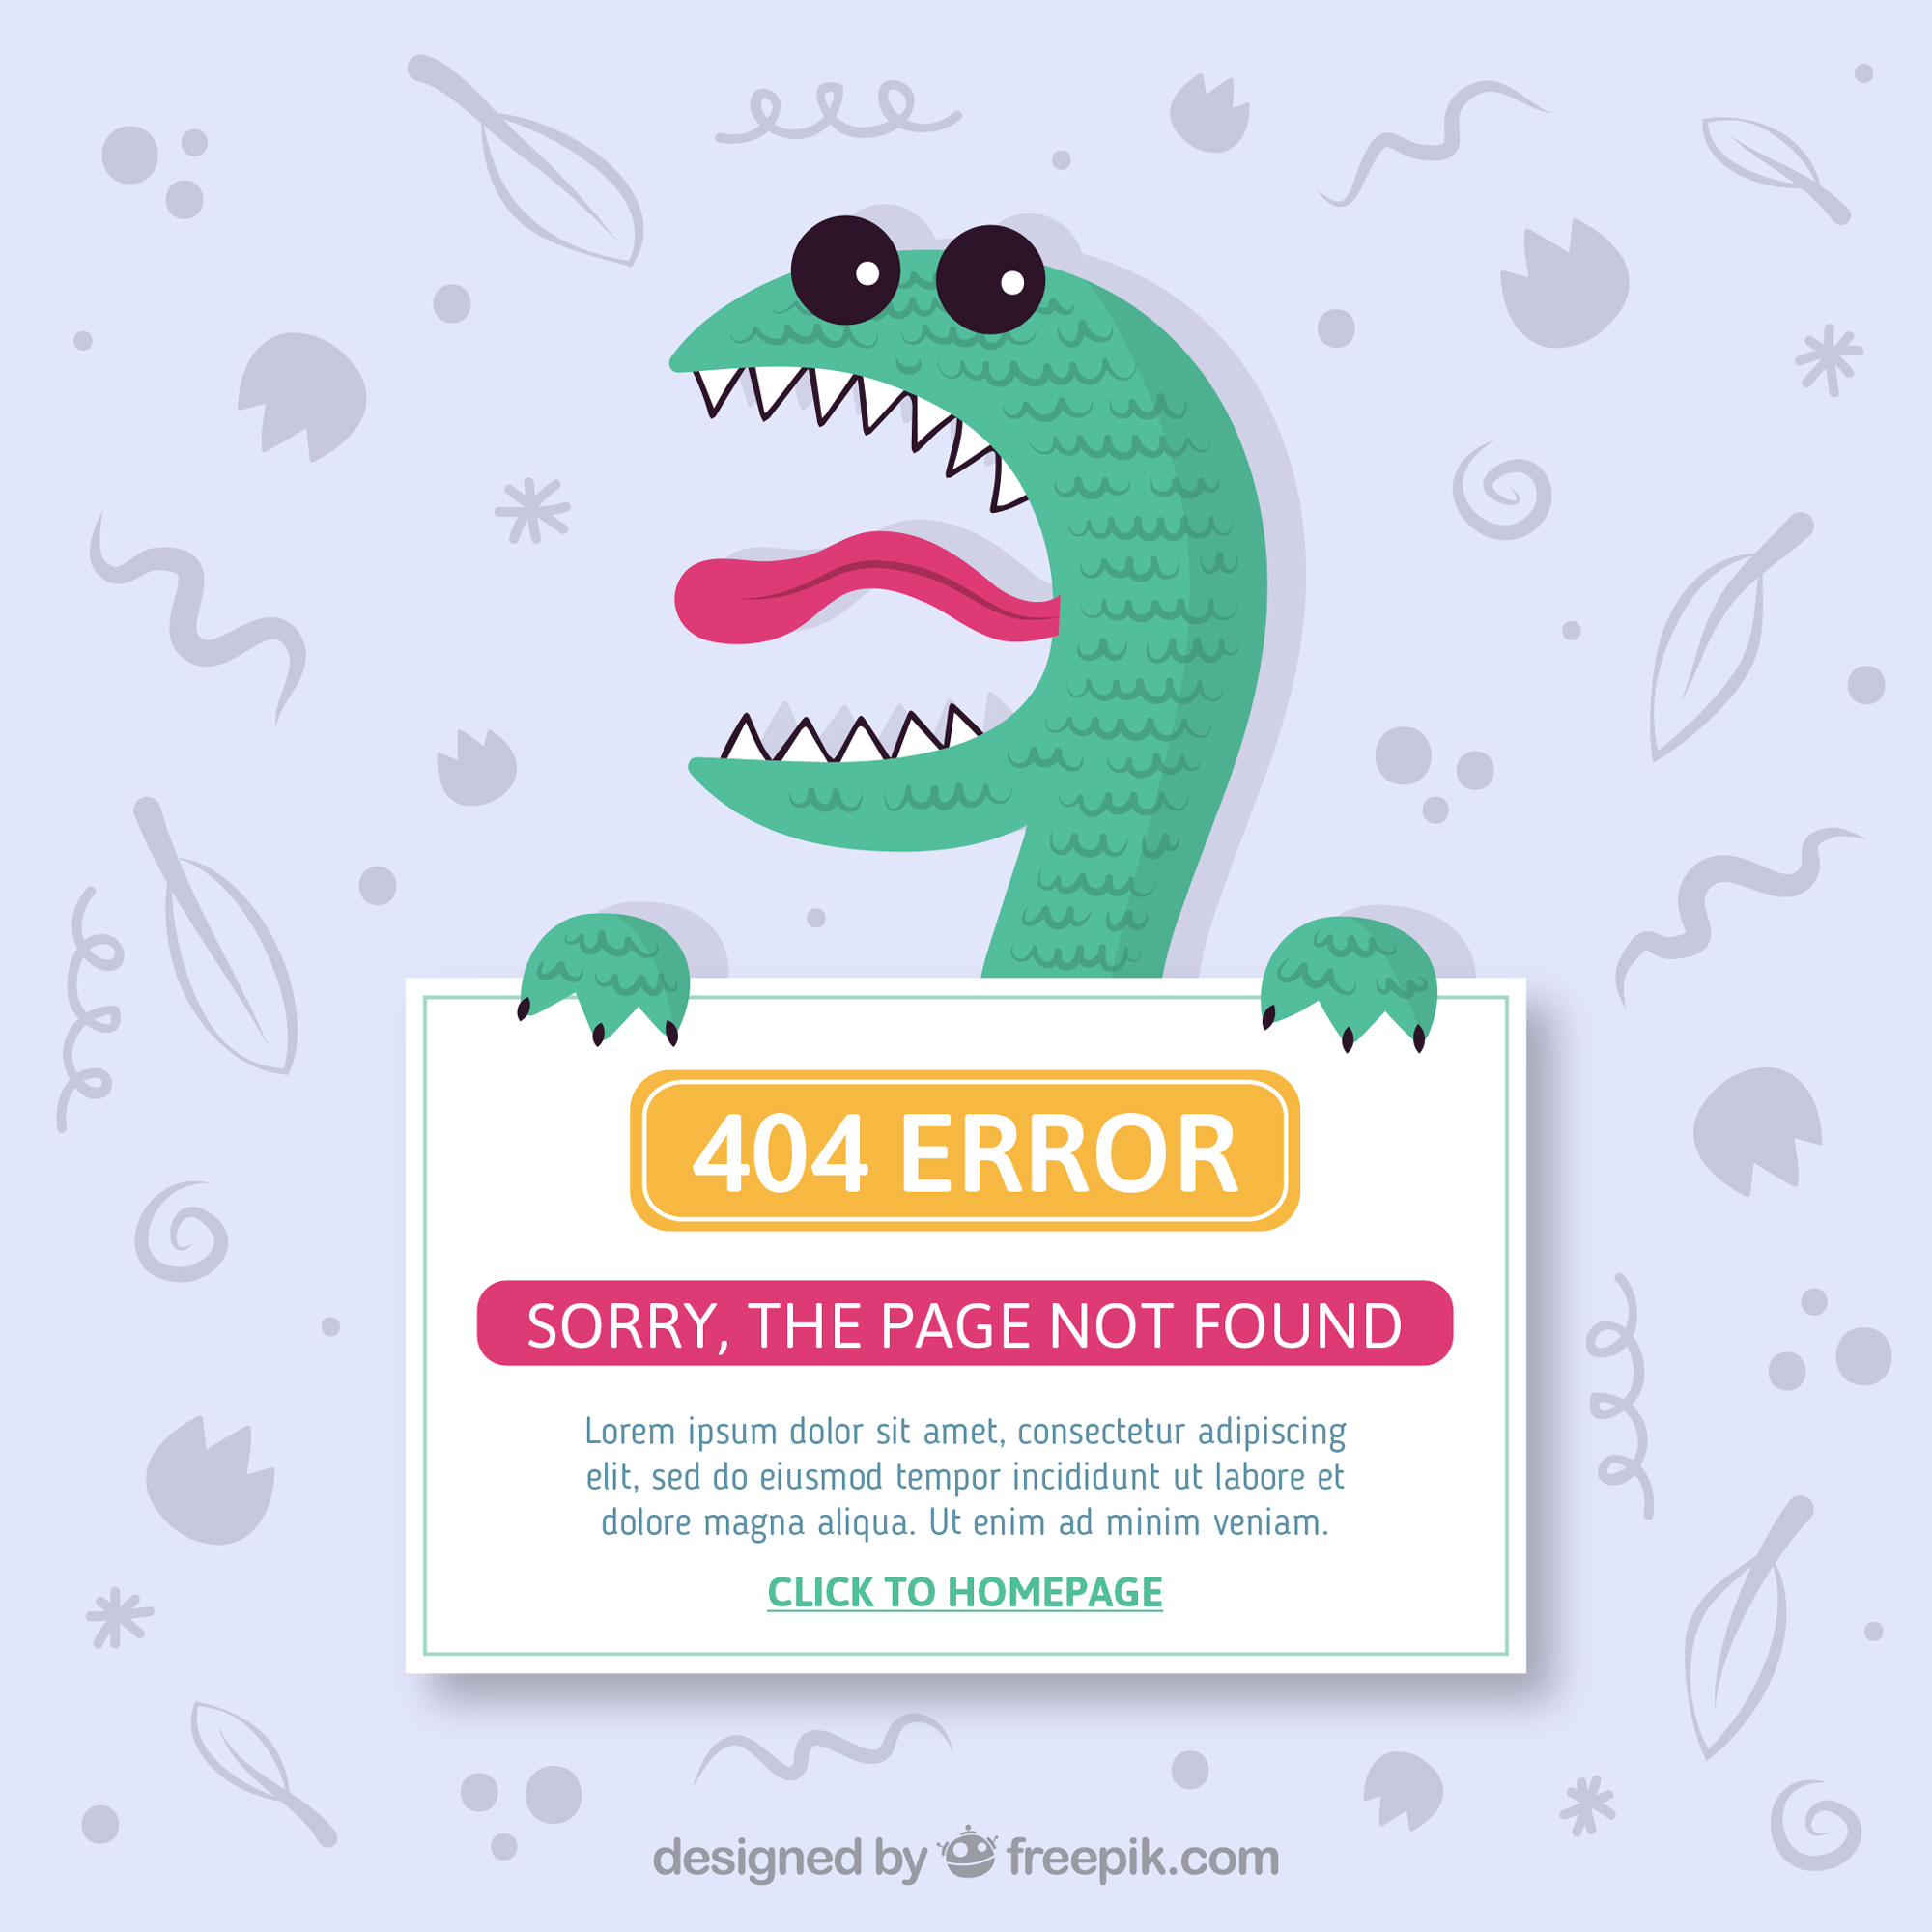 404 ERROR
SORRY, THE PAGE NOT FOUND
Lorem ipsum dolor sit amet, consectetur adipiscing
elit, sed do eiusmod tempor incididunt ut labore et
dolore magna aliqua. Ut enim ad minim veniam.
CLICK TO HOMEPAGE
designed by freepik.com